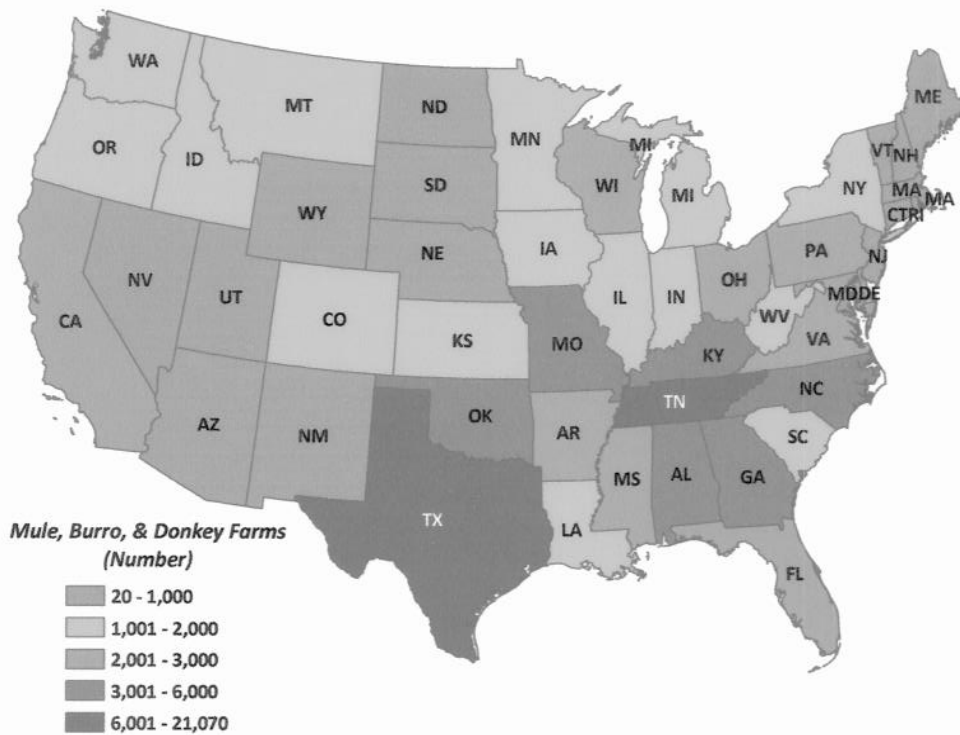 WA
MT
ND
MN
ME
OR
ID
SD
WI
MI
MI
VT
NH
NY
MA
MA
WY
CT
RI
IA
NE
PA
NJ
NV
UT
IL
IN
OH
MD
DE
CA
CO
KS
MO
WV
VA
KY
NC
TN
AZ
NM
OK
AR
SC
MS
AL
GA
TX
LA
FL
Mule, Burro, & Donkey Farms
(Number)
20 - 1,000
1,001 - 2,000
2,001 - 3,000
3,001 - 6,000
6,001 - 21,070